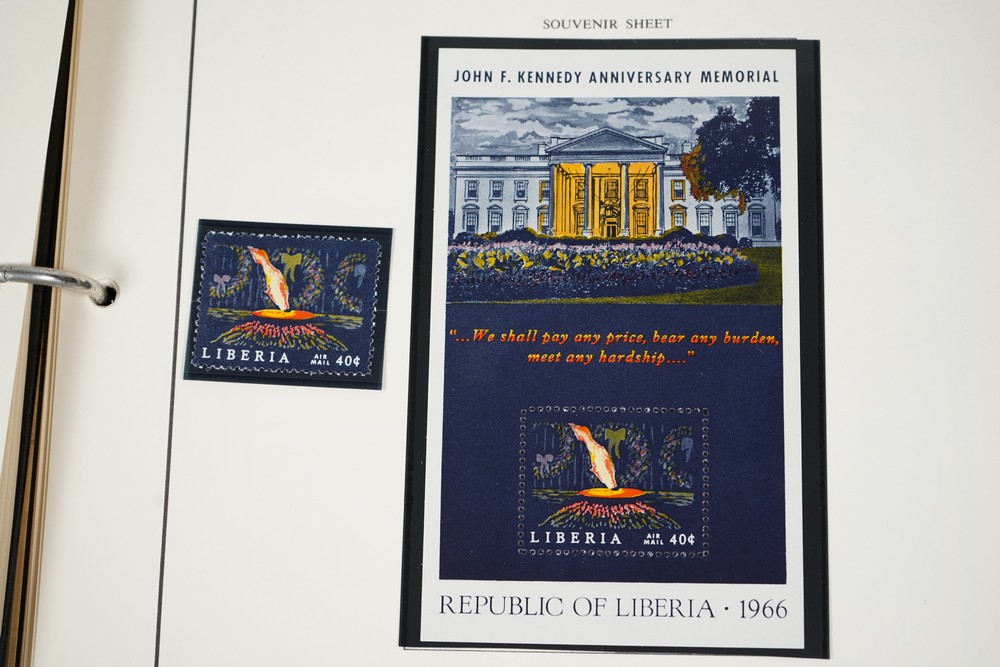 SOUVENIR SHEET
JOHN F. KENNEDY ANNIVERSARY MEMORIAL
"...We shall pay any price, bear any burden,
meet any hardship...."
LIBERIA AIR MAIL 40¢
LIBERIA AIR MAIL 40¢
REPUBLIC OF LIBERIA · 1966